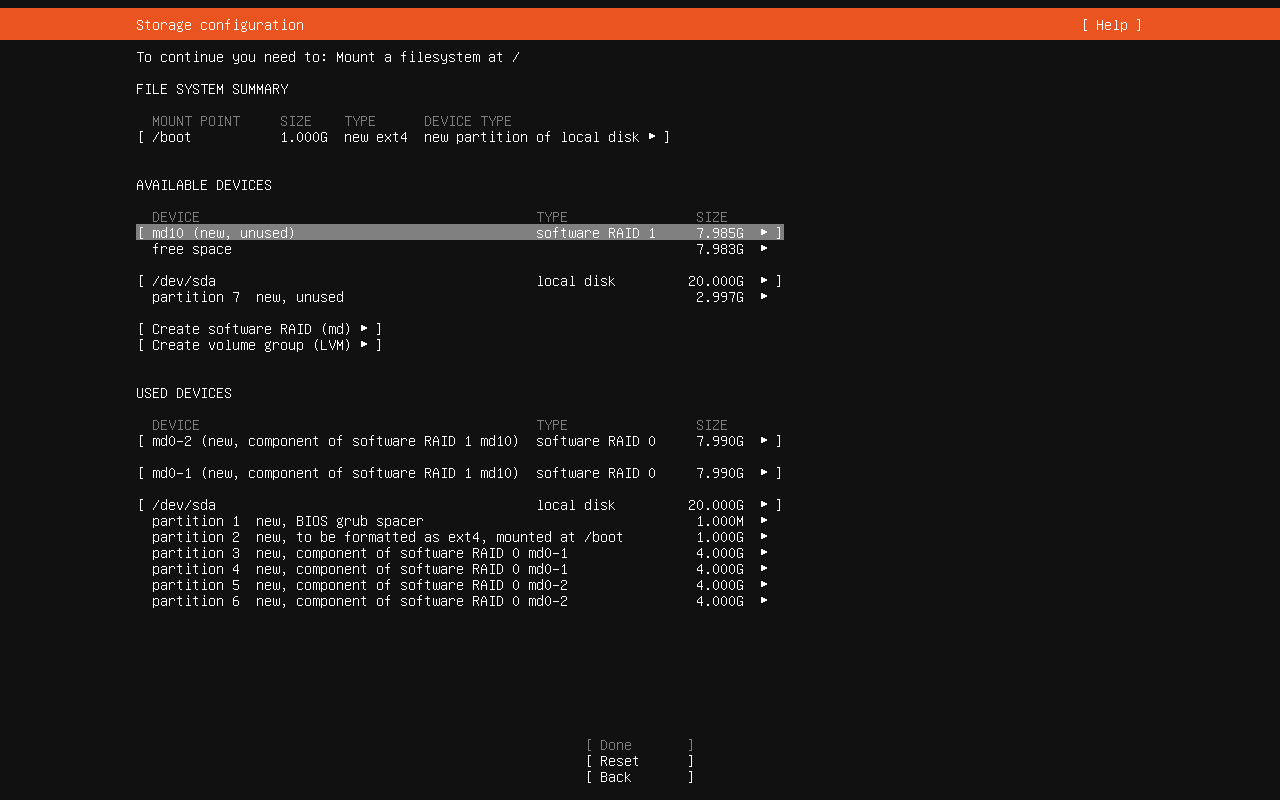 Storage configuration [ Help ]
To continue you need to: Mount a filesystem at /
FILE SYSTEM SUMMARY
MOUNT POINT SIZE TYPE DEVICE TYPE
[ /boot 1.000G new ext4 new partition of local disk ▸ ]
AVAILABLE DEVICES
DEVICE TYPE SIZE
[ md10 (new, unused) software RAID 1 7.985G ▸ ]
free space 7.983G ▸
[ /dev/sda local disk 20.000G ▸ ]
partition 7 new, unused 2.997G ▸
[ Create software RAID (md) ▸ ]
[ Create volume group (LVM) ▸ ]
USED DEVICES
DEVICE TYPE SIZE
[ md0-2 (new, component of software RAID 1 md10) software RAID 0 7.990G ▸ ]
[ md0-1 (new, component of software RAID 1 md10) software RAID 0 7.990G ▸ ]
[ /dev/sda local disk 20.000G ▸ ]
partition 1 new, BIOS grub spacer 1.000M ▸
partition 2 new, to be formatted as ext4, mounted at /boot 1.000G ▸
partition 3 new, component of software RAID 0 md0-1 4.000G ▸
partition 4 new, component of software RAID 0 md0-1 4.000G ▸
partition 5 new, component of software RAID 0 md0-2 4.000G ▸
partition 6 new, component of software RAID 0 md0-2 4.000G ▸
[ Done ]
[ Reset ]
[ Back ]